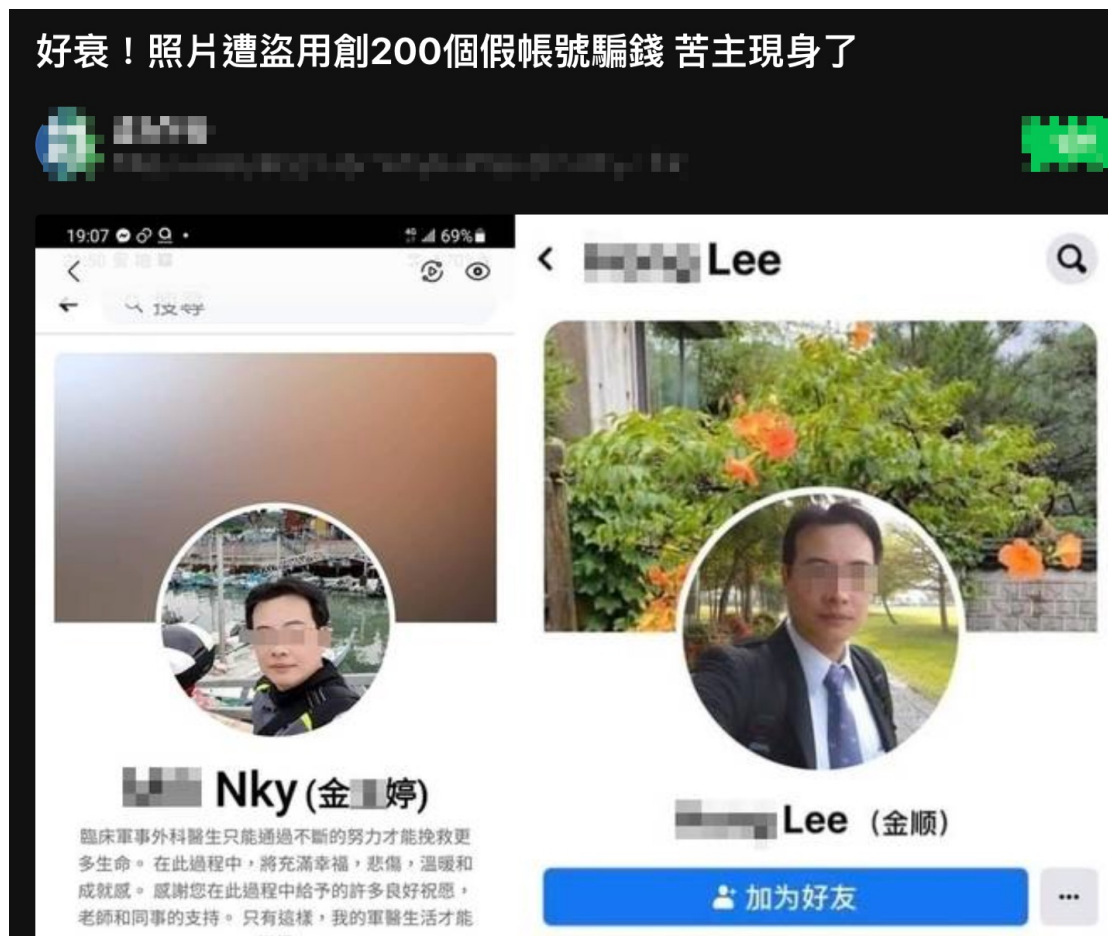 好衰！照片遭盜用創200個假帳號騙錢 苦主現身了
19:07
4G 69%
搜尋
Lee
Nky (金 婷)
臨床軍事外科醫生只能通過不斷的努力才能挽救更
多生命。 在此過程中，將充滿幸福，悲傷，溫暖和
成就感。 感謝您在此過程中給予的許多良好祝愿，
老師和同事的支持。 只有這樣，我的軍醫生活才能
Lee （金顺）
加为好友